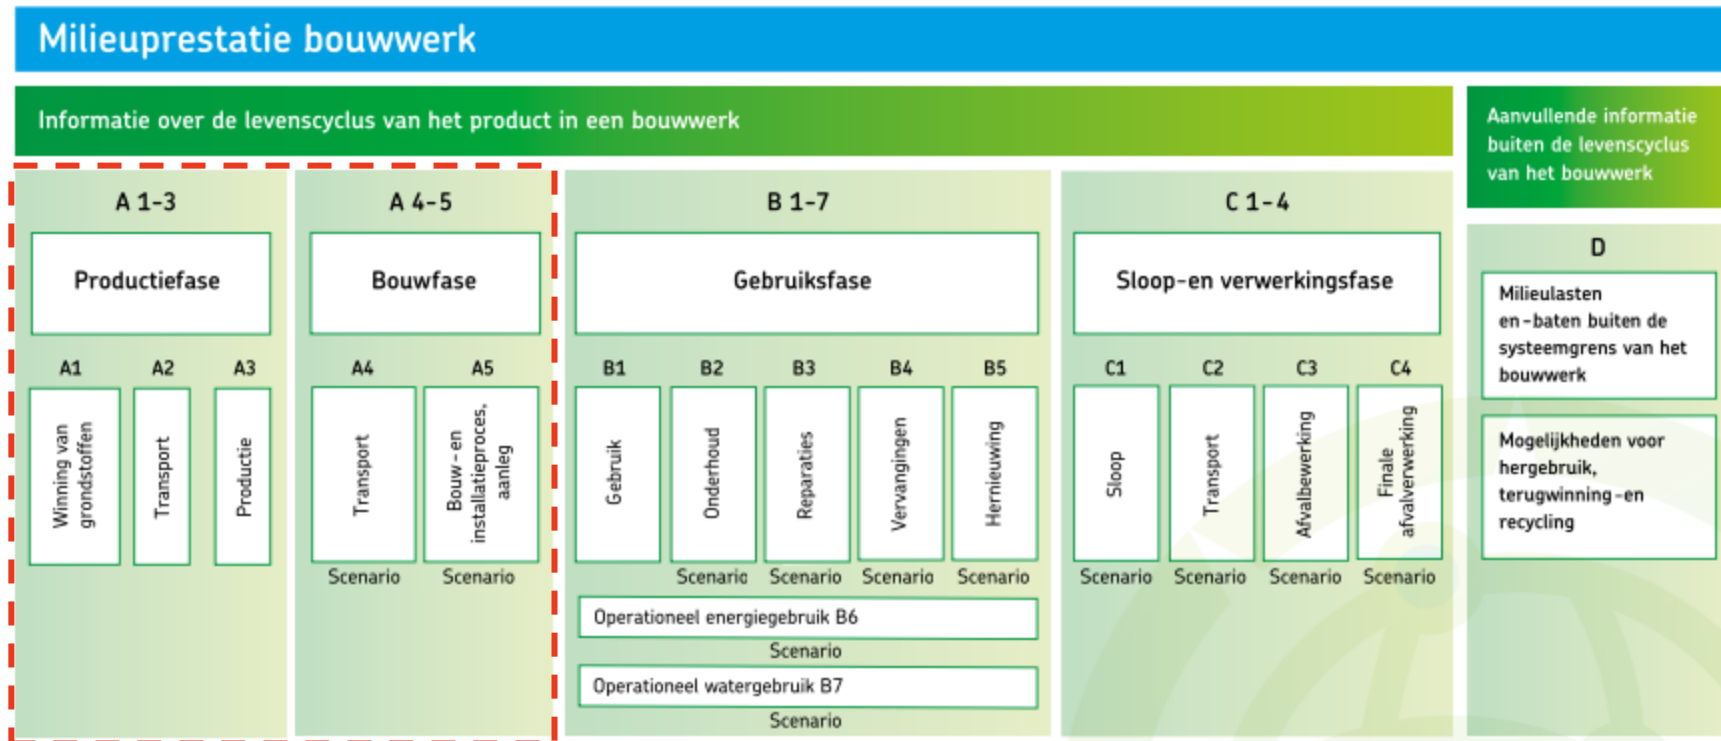 Milieuprestatie bouwwerk
Informatie over de levenscyclus van het product in een bouwwerk
Aanvullende informatie
buiten de levenscyclus
van het bouwwerk
A 1-3
Productiefase
A1
Winning van
grondstoffen
A2
Transport
A3
Productie
A 4-5
Bouwfase
A4
Transport
Scenario
A5
Bouw-en
installatieproces,
aanleg
Scenario
B 1-7
Gebruiksfase
B1
Gebruik
B2
Onderhoud
Scenario
B3
Reparaties
Scenario
B4
Vervangingen
Scenario
B5
Hernieuwing
Scenario
Operationeel energiegebruik B6
Scenario
Operationeel watergebruik B7
Scenario
C 1-4
Sloop-en verwerkingsfase
C1
Sloop
Scenario
C2
Transport
Scenario
C3
Afvalbewerking
Scenario
C4
Finale
afvalverwerking
Scenario
D
Milieulasten
en-baten buiten de
systeemgrens van het
bouwwerk
Mogelijkheden voor
hergebruik,
terugwinning-en
recycling